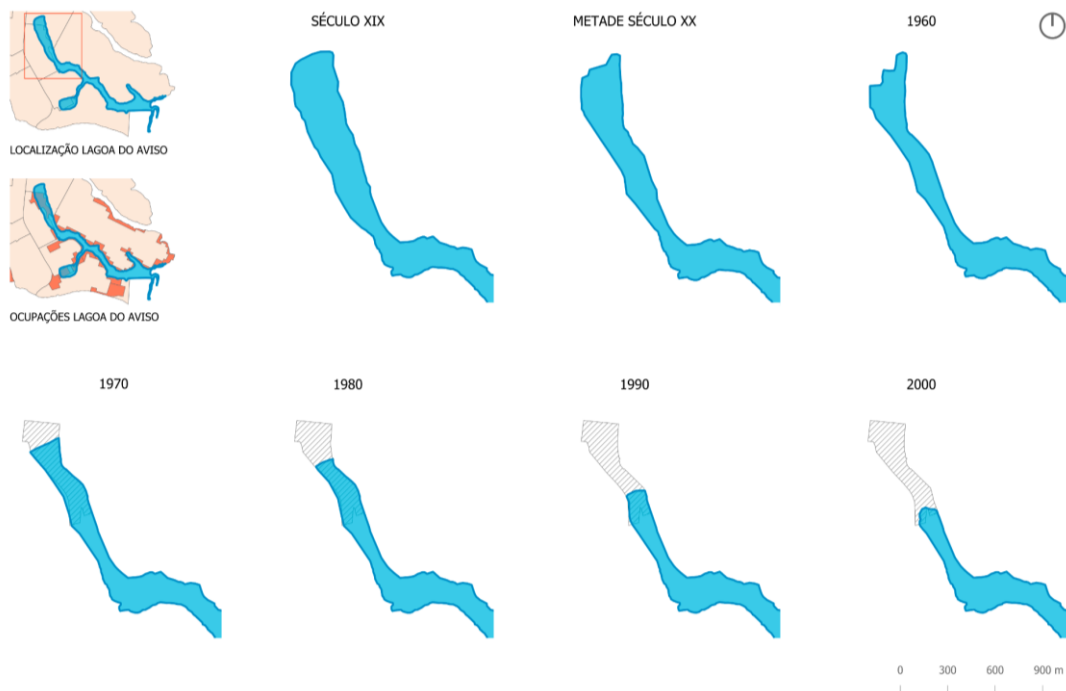 SÉCULO XIX
METADE SÉCULO XX
1960
LOCALIZAÇÃO LAGOA DO AVISO
OCUPAÇÕES LAGOA DO AVISO
1970
1980
1990
2000
0 300 600 900 m